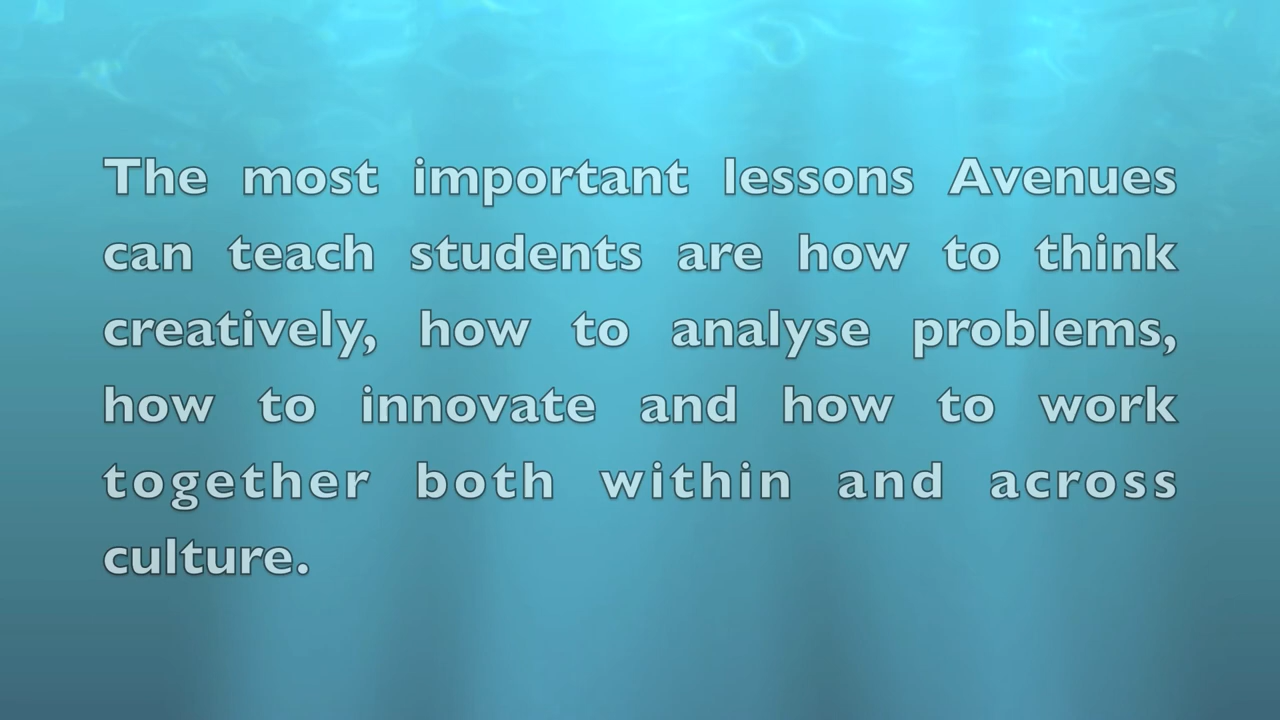 The most important lessons Avenues
can teach students are how to think
creatively, how to analyse problems,
how to innovate and how to work
together both within and across
culture.